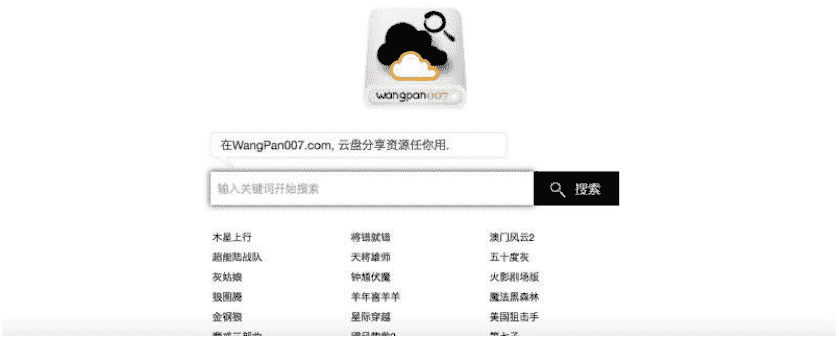 wangpan007
在WangPan007.com, 云盘分享资源任你用.
输入关键词开始搜索 搜索
木星上行 将错就错 澳门风云2
超能陆战队 天将雄师 五十度灰
灰姑娘 钟馗伏魔 火影剧场版
狼图腾 羊年喜羊羊 魔法黑森林
金钢狼 星际穿越 美国狙击手